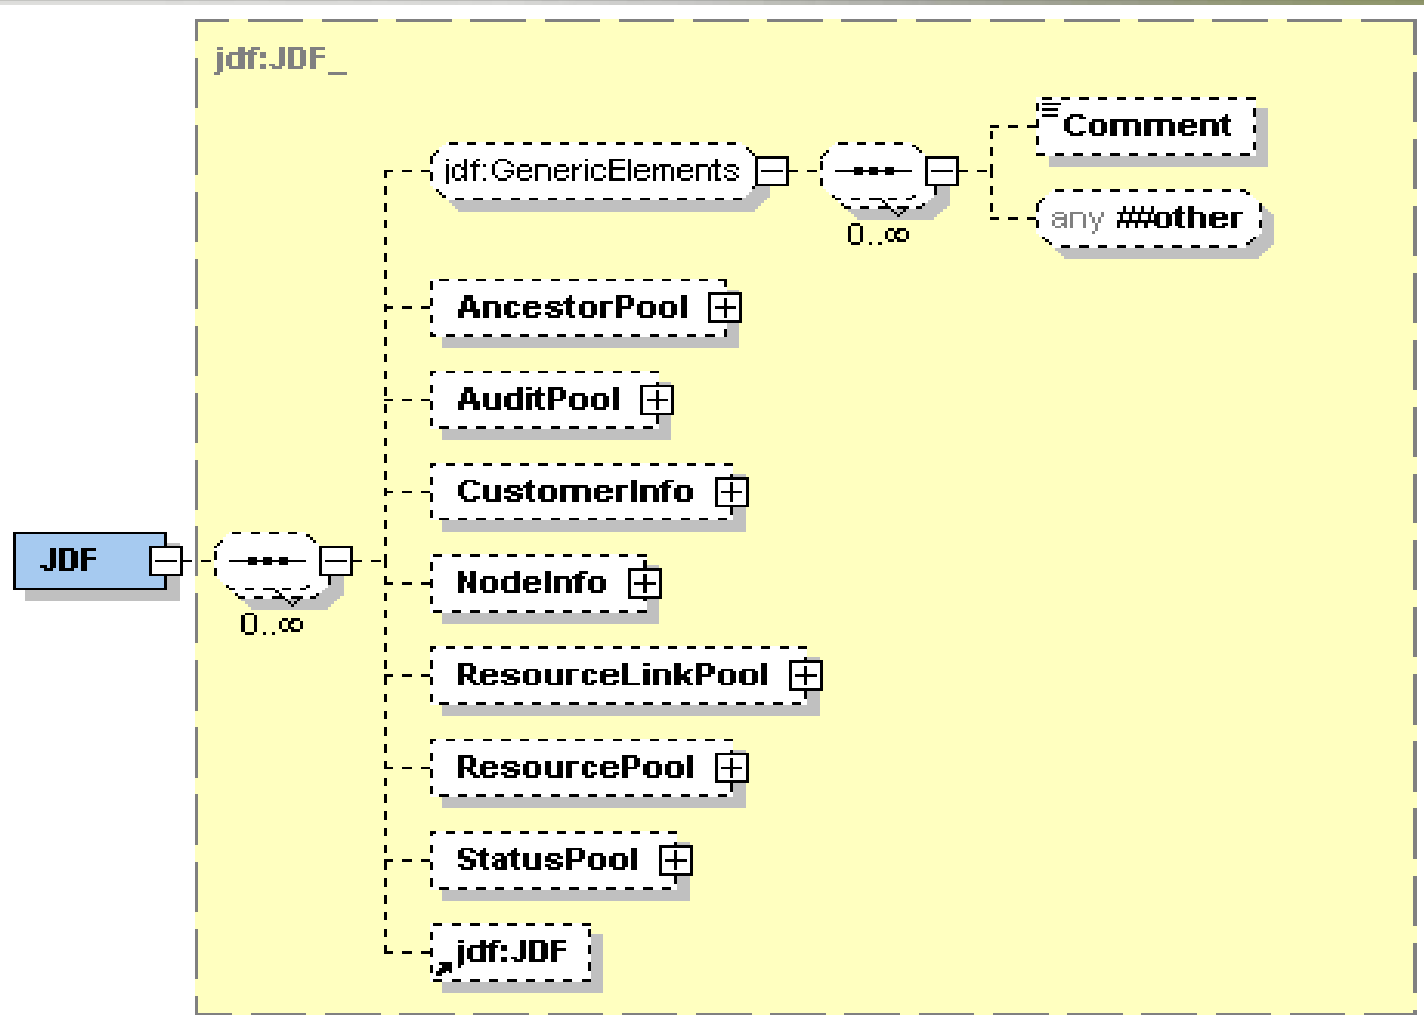 jdf:JDF_
Comment
jdf:GenericElements
any ##other
0..∞
AncestorPool
AuditPool
CustomerInfo
JDF
NodeInfo
0..∞
ResourceLinkPool
ResourcePool
StatusPool
jdf:JDF